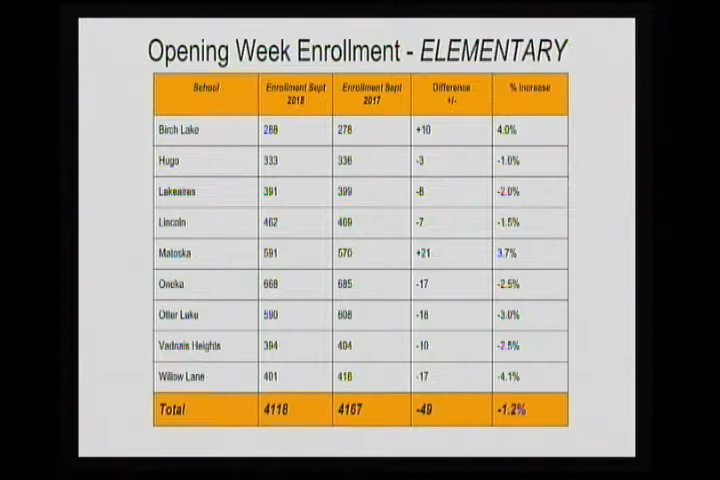 Opening Week Enrollment - ELEMENTARY
School Enrollment Sept 2018 Enrollment Sept 2017 Difference +/- % Increase
Birch Lake 288 278 +10 4.0%
Hugo 333 336 -3 -1.0%
Lakeaires 391 399 -8 -2.0%
Lincoln 462 469 -7 -1.5%
Matoska 591 570 +21 3.7%
Oneka 668 685 -17 -2.5%
Otter Lake 590 608 -18 -3.0%
Vadnais Heights 394 404 -10 -2.5%
Willow Lane 401 418 -17 -4.1%
Total 4118 4167 -49 -1.2%